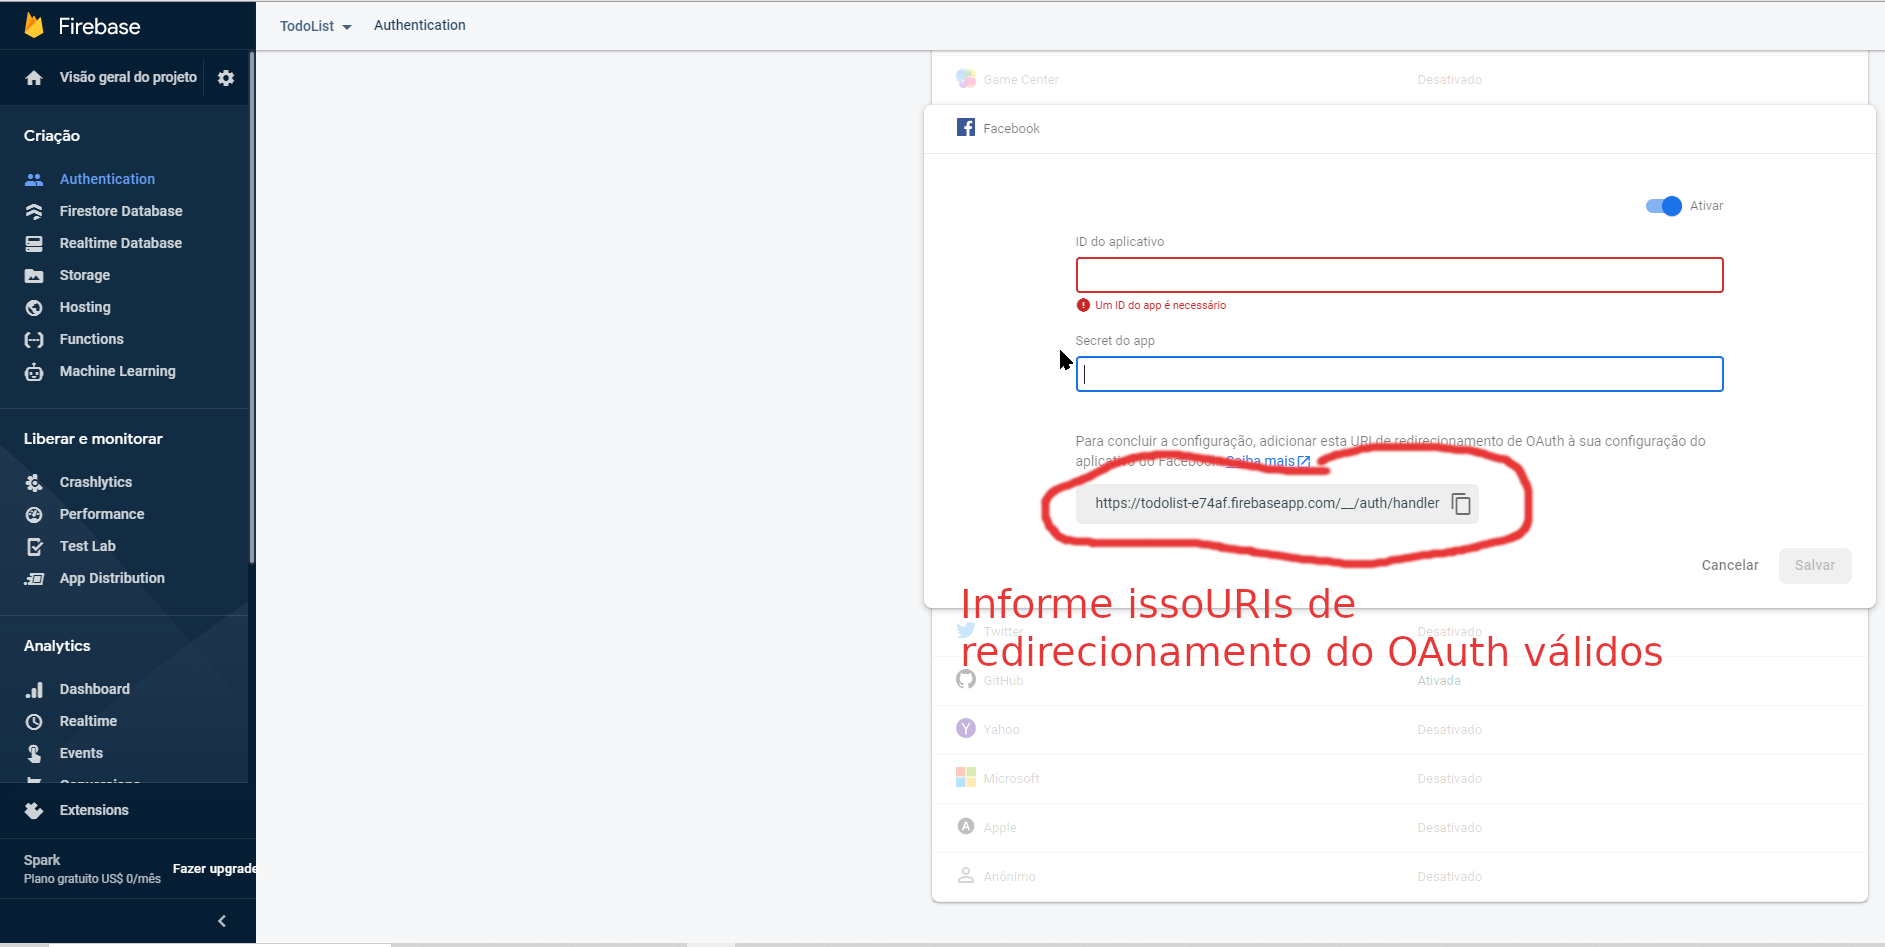 Firebase
TodoList
Authentication
Visão geral do projeto
Criação
Authentication
Firestore Database
Realtime Database
Storage
Hosting
Functions
Machine Learning
Liberar e monitorar
Crashlytics
Performance
Test Lab
App Distribution
Analytics
Dashboard
Realtime
Events
Conversions
Extensions
Spark
Plano gratuito US$ 0/mês
Fazer upgrade
Game Center Desativado
Facebook
Ativar
ID do aplicativo
Um ID do app é necessário
Secret do app
Para concluir a configuração, adicionar esta URI de redirecionamento de OAuth à sua configuração do
aplicativo do Facebook. Saiba mais
https://todolist-e74af.firebaseapp.com/__/auth/handler
Cancelar
Salvar
Informe issoURIs de
redirecionamento do OAuth válidos
Twitter Desativado
GitHub Ativada
Yahoo Desativado
Microsoft Desativado
Apple Desativado
Anônimo Desativado